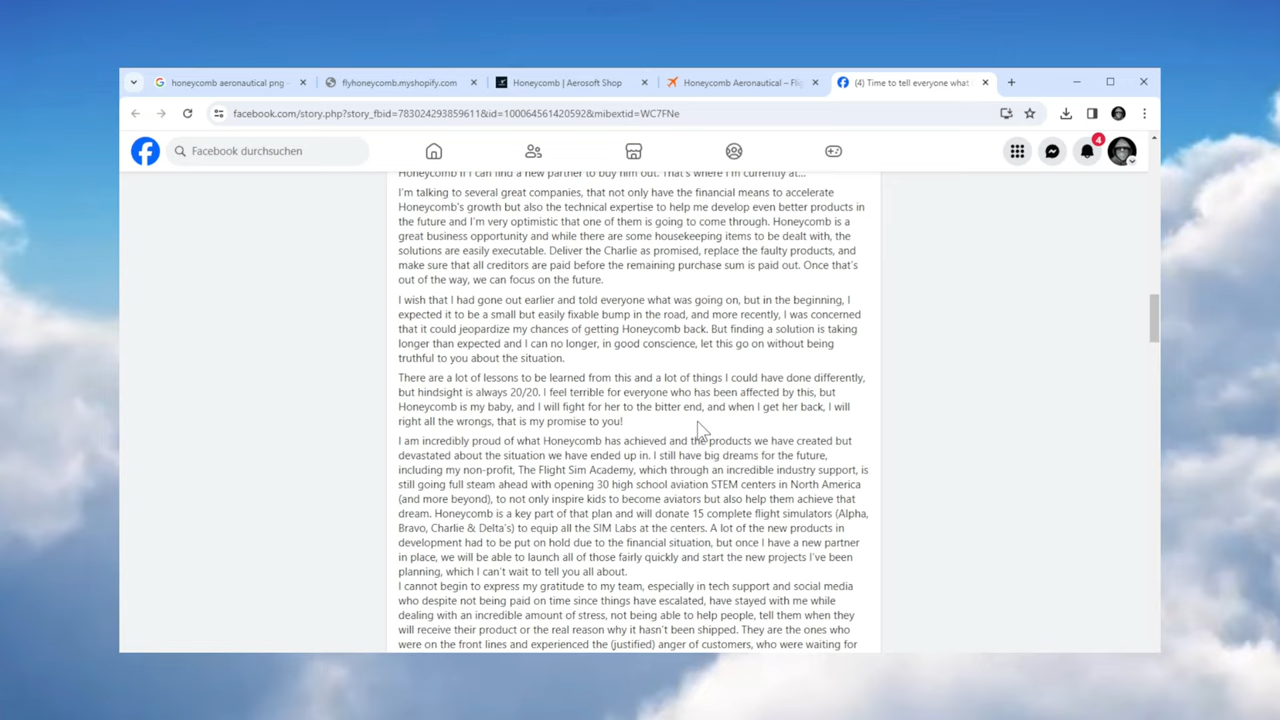 honeycomb aeronautical png -
flyhoneycomb.myshopify.com
Honeycomb | Aerosoft Shop
Honeycomb Aeronautical – Flig
(4) Time to tell everyone what
facebook.com/story.php?story_fbid=783024293859611&id=100064561420592&mibextid=WC7FNe
Facebook durchsuchen
4
Honeycomb if I can find a new partner to buy him out. That's where I'm currently at...
I'm talking to several great companies, that not only have the financial means to accelerate
Honeycomb's growth but also the technical expertise to help me develop even better products in
the future and I'm very optimistic that one of them is going to come through. Honeycomb is a
great business opportunity and while there are some housekeeping items to be dealt with, the
solutions are easily executable. Deliver the Charlie as promised, replace the faulty products, and
make sure that all creditors are paid before the remaining purchase sum is paid out. Once that's
out of the way, we can focus on the future.
I wish that I had gone out earlier and told everyone what was going on, but in the beginning, I
expected it to be a small but easily fixable bump in the road, and more recently, I was concerned
that it could jeopardize my chances of getting Honeycomb back. But finding a solution is taking
longer than expected and I can no longer, in good conscience, let this go on without being
truthful to you about the situation.
There are a lot of lessons to be learned from this and a lot of things I could have done differently,
but hindsight is always 20/20. I feel terrible for everyone who has been affected by this, but
Honeycomb is my baby, and I will fight for her to the bitter end, and when I get her back, I will
right all the wrongs, that is my promise to you!
I am incredibly proud of what Honeycomb has achieved and the products we have created but
devastated about the situation we have ended up in. I still have big dreams for the future,
including my non-profit, The Flight Sim Academy, which through an incredible industry support, is
still going full steam ahead with opening 30 high school aviation STEM centers in North America
(and more beyond), to not only inspire kids to become aviators but also help them achieve that
dream. Honeycomb is a key part of that plan and will donate 15 complete flight simulators (Alpha,
Bravo, Charlie & Delta's) to equip all the SIM Labs at the centers. A lot of the new products in
development had to be put on hold due to the financial situation, but once I have a new partner
in place, we will be able to launch all of those fairly quickly and start the new projects I've been
planning, which I can't wait to tell you all about.
I cannot begin to express my gratitude to my team, especially in tech support and social media
who despite not being paid on time since things have escalated, have stayed with me while
dealing with an incredible amount of stress, not being able to help people, tell them when they
will receive their product or the real reason why it hasn't been shipped. They are the ones who
were on the front lines and experienced the (justified) anger of customers, who were waiting for